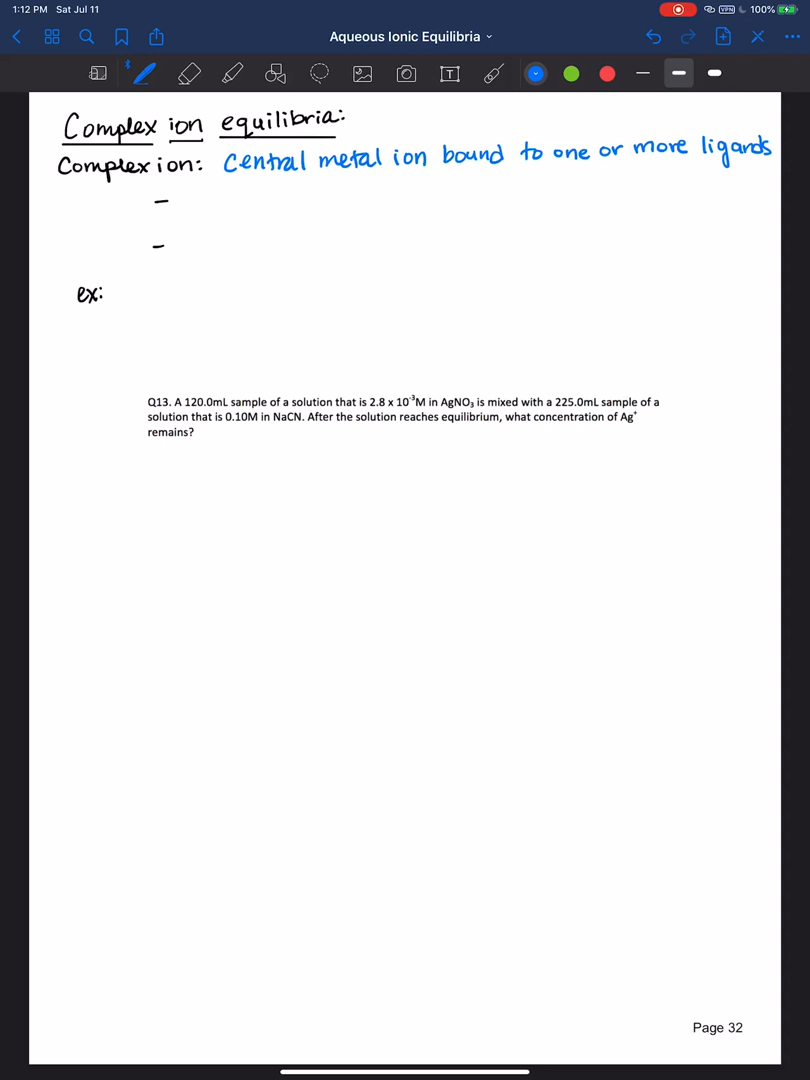 1:12 PM Sat Jul 11
VPN 100%
Aqueous Ionic Equilibria
T
Complex ion equilibria:
Complex ion: Central metal ion bound to one or more ligands
-
-
ex:
Q13. A 120.0mL sample of a solution that is 2.8 x 10⁻³M in AgNO₃ is mixed with a 225.0mL sample of a
solution that is 0.10M in NaCN. After the solution reaches equilibrium, what concentration of Ag⁺
remains?
Page 32